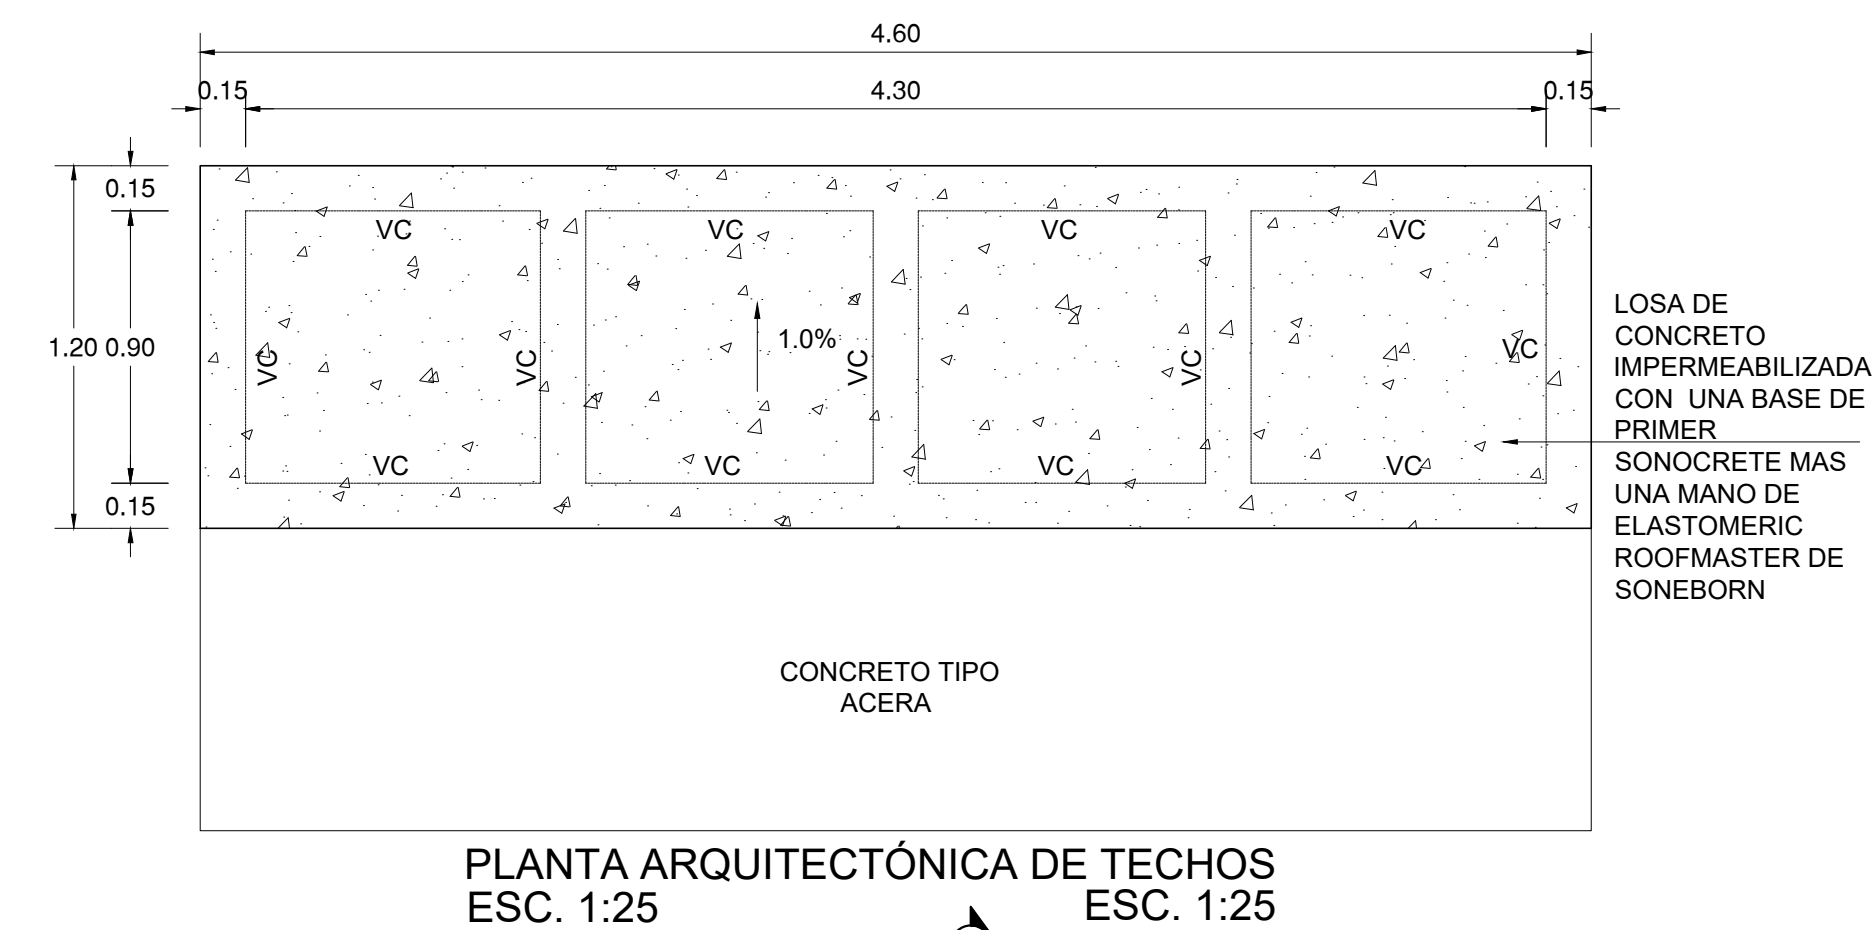 4.60
0.15 4.30 0.15
0.15
VC VC VC VC
1.0%
1.20 0.90
VC VC VC VC VC
VC VC VC VC
0.15
LOSA DE
CONCRETO
IMPERMEABILIZADA
CON UNA BASE DE
PRIMER
SONOCRETE MAS
UNA MANO DE
ELASTOMERIC
ROOFMASTER DE
SONEBORN
CONCRETO TIPO
ACERA
PLANTA ARQUITECTÓNICA DE TECHOS
ESC. 1:25 ESC. 1:25